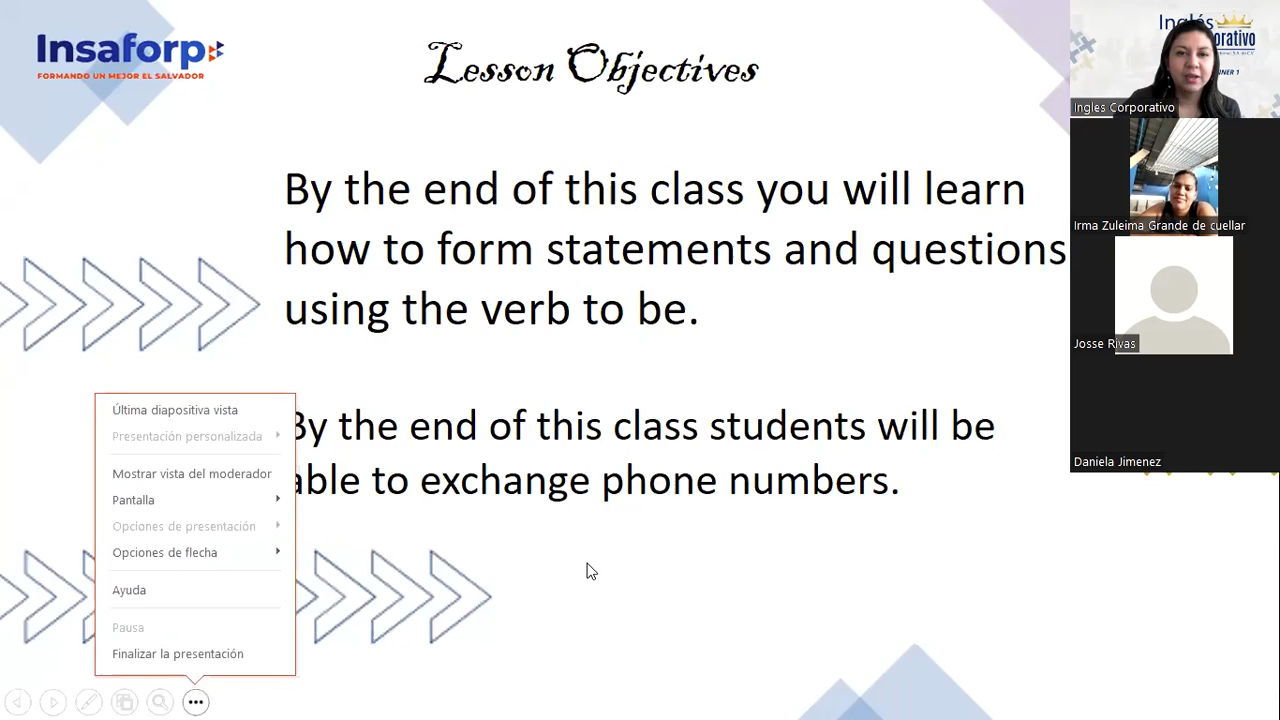 Insaforp
FORMANDO UN MEJOR EL SALVADOR
Lesson Objectives
By the end of this class you will learn
how to form statements and questions
using the verb to be.
By the end of this class students will be
able to exchange phone numbers.
Última diapositiva vista
Presentación personalizada
Mostrar vista del moderador
Pantalla
Opciones de presentación
Opciones de flecha
Ayuda
Pausa
Finalizar la presentación
Inglés
Ingles Corporativo
Irma Zuleima Grande de cuellar
Josse Rivas
Daniela Jimenez